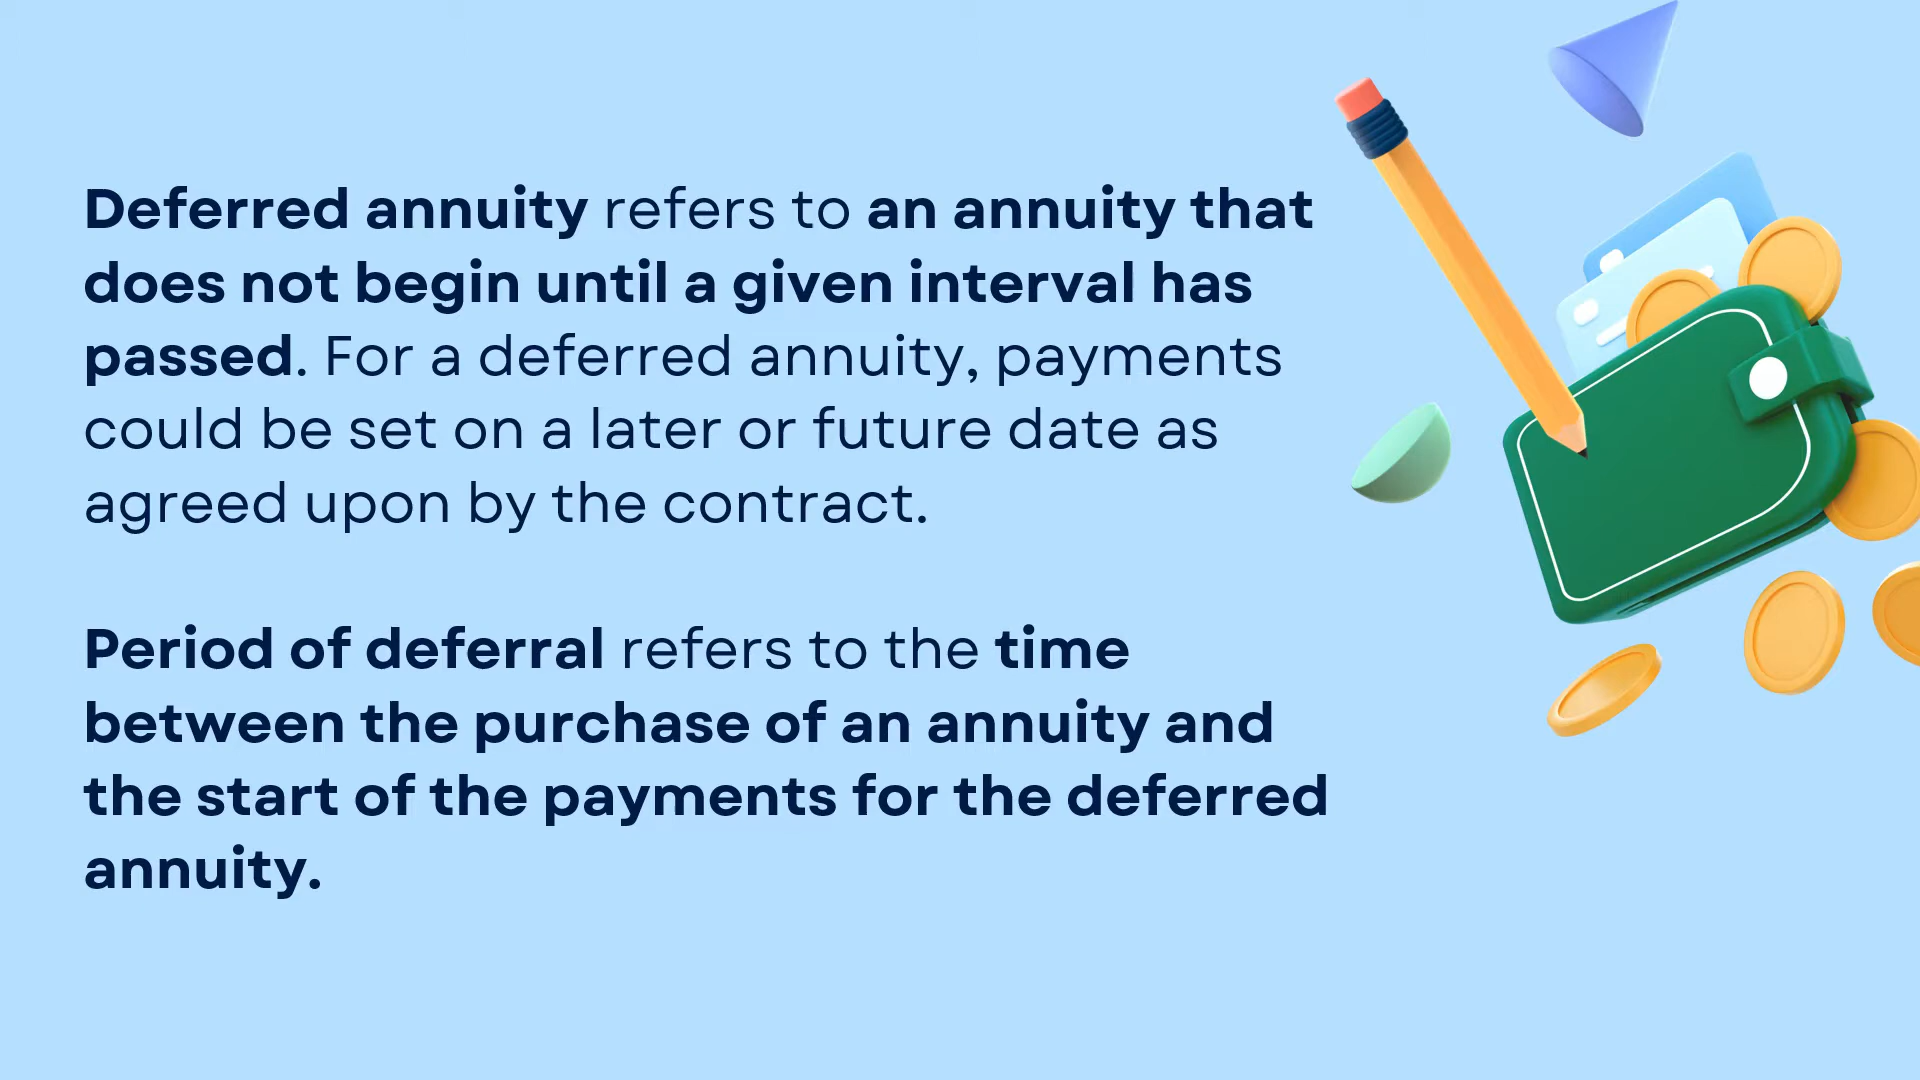 Deferred annuity refers to an annuity that
does not begin until a given interval has
passed. For a deferred annuity, payments
could be set on a later or future date as
agreed upon by the contract.
Period of deferral refers to the time
between the purchase of an annuity and
the start of the payments for the deferred
annuity.